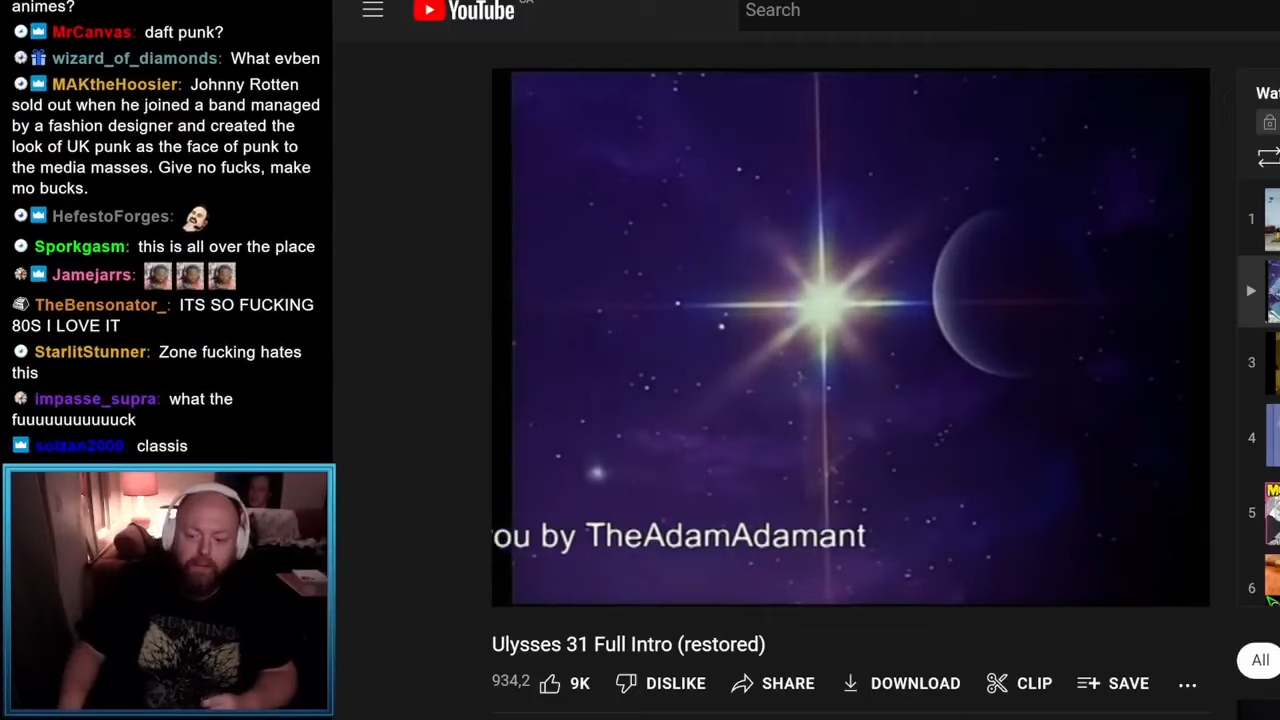 animes?
MrCanvas: daft punk?
wizard_of_diamonds: What evben
MAKtheHoosier: Johnny Rotten
sold out when he joined a band managed
by a fashion designer and created the
look of UK punk as the face of punk to
the media masses. Give no fucks, make
mo bucks.
HefestoForges:
Sporkgasm: this is all over the place
Jamejarrs:
TheBensonator_: ITS SO FUCKING
80S I LOVE IT
StarlitStunner: Zone fucking hates
this
impasse_supra: what the
fuuuuuuuuuuck
solzan2000 classis
HUNTING
YouTube
Search
ou by TheAdamAdamant
Ulysses 31 Full Intro (restored)
934,2 9K DISLIKE SHARE DOWNLOAD CLIP SAVE ...
Wat
1
3
4
5
6
All